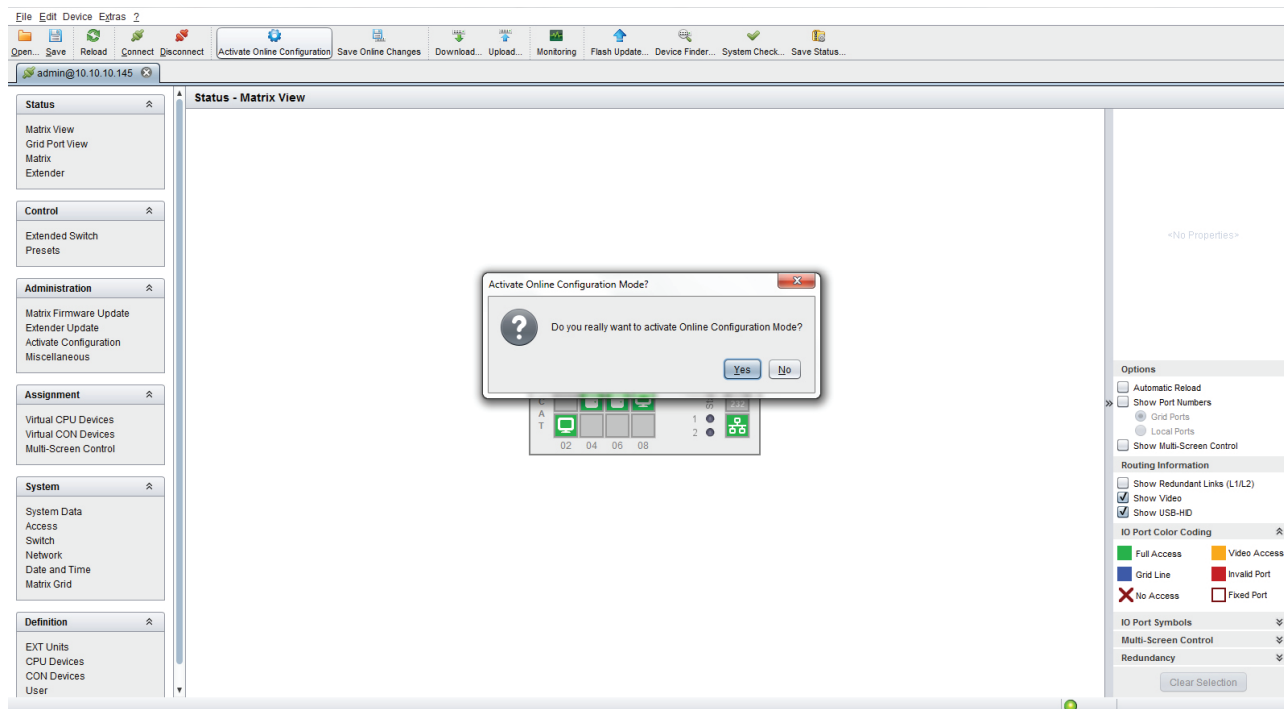 File Edit Device Extras ?
Open... Save Reload Connect Disconnect Activate Online Configuration Save Online Changes Download... Upload... Monitoring Flash Update... Device Finder... System Check... Save Status...
admin@10.10.10.145
Status
Matrix View
Grid Port View
Matrix
Extender
Control
Extended Switch
Presets
Administration
Matrix Firmware Update
Extender Update
Activate Configuration
Miscellaneous
Assignment
Virtual CPU Devices
Virtual CON Devices
Multi-Screen Control
System
System Data
Access
Switch
Network
Date and Time
Matrix Grid
Definition
EXT Units
CPU Devices
CON Devices
User
Status - Matrix View
Activate Online Configuration Mode?
Do you really want to activate Online Configuration Mode?
Yes No
C
A
T
1
2
02 04 06 08
<No Properties>
Options
Automatic Reload
Show Port Numbers
Grid Ports
Local Ports
Show Multi-Screen Control
Routing Information
Show Redundant Links (L1/L2)
Show Video
Show USB-HID
IO Port Color Coding
Full Access Video Access
Grid Line Invalid Port
No Access Fixed Port
IO Port Symbols
Multi-Screen Control
Redundancy
Clear Selection